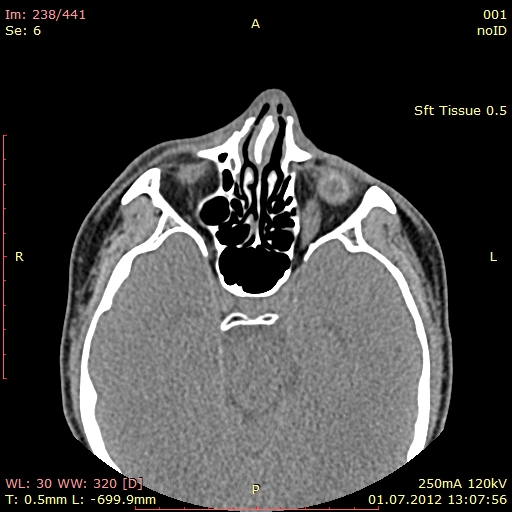 Im: 238/441
Se: 6
A
001
noID
Sft Tissue 0.5
R
L
WL: 30 WW: 320 [D]
T: 0.5mm L: -699.9mm
P
250mA 120kV
01.07.2012 13:07:56